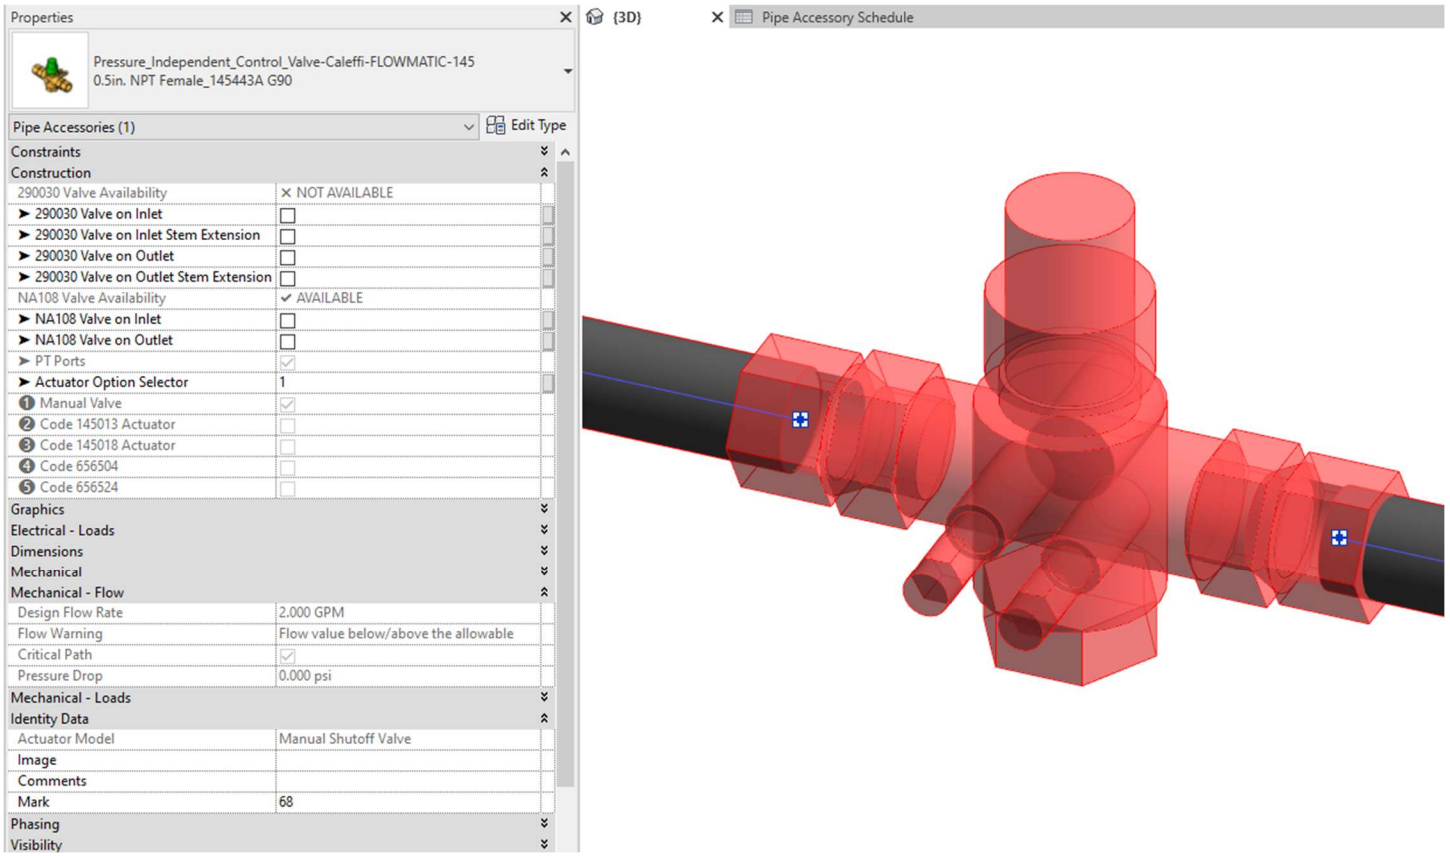 Properties
{3D}
Pipe Accessory Schedule
Pressure_Independent_Control_Valve-Caleffi-FLOWMATIC-145
0.5in. NPT Female_145443A G90
Pipe Accessories (1)
Edit Type
Constraints
Construction
290030 Valve Availability
✕ NOT AVAILABLE
➤ 290030 Valve on Inlet
➤ 290030 Valve on Inlet Stem Extension
➤ 290030 Valve on Outlet
➤ 290030 Valve on Outlet Stem Extension
NA108 Valve Availability
✔ AVAILABLE
➤ NA108 Valve on Inlet
➤ NA108 Valve on Outlet
➤ PT Ports
➤ Actuator Option Selector
1
❶ Manual Valve
❷ Code 145013 Actuator
❸ Code 145018 Actuator
❹ Code 656504
❺ Code 656524
Graphics
Electrical - Loads
Dimensions
Mechanical
Mechanical - Flow
Design Flow Rate
2.000 GPM
Flow Warning
Flow value below/above the allowable
Critical Path
Pressure Drop
0.000 psi
Mechanical - Loads
Identity Data
Actuator Model
Manual Shutoff Valve
Image
Comments
Mark
68
Phasing
Visibility